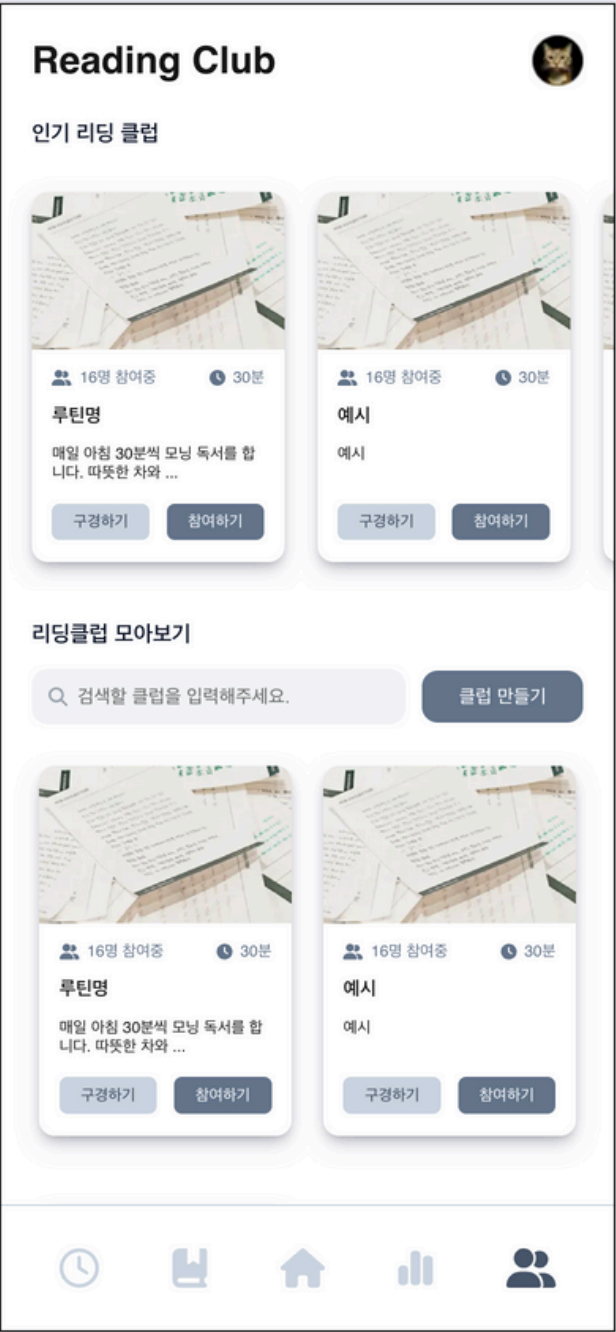 Reading Club
인기 리딩 클럽
16명 참여중 30분
루틴명
매일 아침 30분씩 모닝 독서를 합
니다. 따뜻한 차와 ...
구경하기 참여하기
16명 참여중 30분
예시
예시
구경하기 참여하기
리딩클럽 모아보기
검색할 클럽을 입력해주세요.
클럽 만들기
16명 참여중 30분
루틴명
매일 아침 30분씩 모닝 독서를 합
니다. 따뜻한 차와 ...
구경하기 참여하기
16명 참여중 30분
예시
예시
구경하기 참여하기